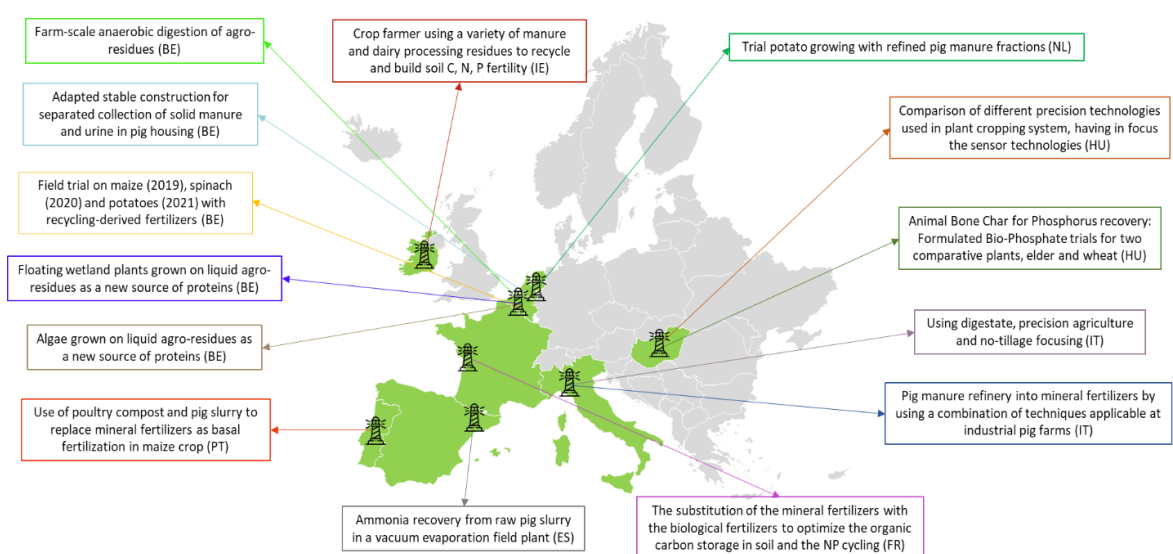 Farm-scale anaerobic digestion of agro-
residues (BE)
Adapted stable construction for
separated collection of solid manure
and urine in pig housing (BE)
Field trial on maize (2019), spinach
(2020) and potatoes (2021) with
recycling-derived fertilizers (BE)
Floating wetland plants grown on liquid agro-
residues as a new source of proteins (BE)
Algae grown on liquid agro-residues as
a new source of proteins (BE)
Use of poultry compost and pig slurry to
replace mineral fertilizers as basal
fertilization in maize crop (PT)
Crop farmer using a variety of manure
and dairy processing residues to recycle
and build soil C, N, P fertility (IE)
Ammonia recovery from raw pig slurry
in a vacuum evaporation field plant (ES)
Trial potato growing with refined pig manure fractions (NL)
Comparison of different precision technologies
used in plant cropping system, having in focus
the sensor technologies (HU)
Animal Bone Char for Phosphorus recovery:
Formulated Bio-Phosphate trials for two
comparative plants, elder and wheat (HU)
Using digestate, precision agriculture
and no-tillage focusing (IT)
Pig manure refinery into mineral fertilizers by
using a combination of techniques applicable at
industrial pig farms (IT)
The substitution of the mineral fertilizers with
the biological fertilizers to optimize the organic
carbon storage in soil and the NP cycling (FR)